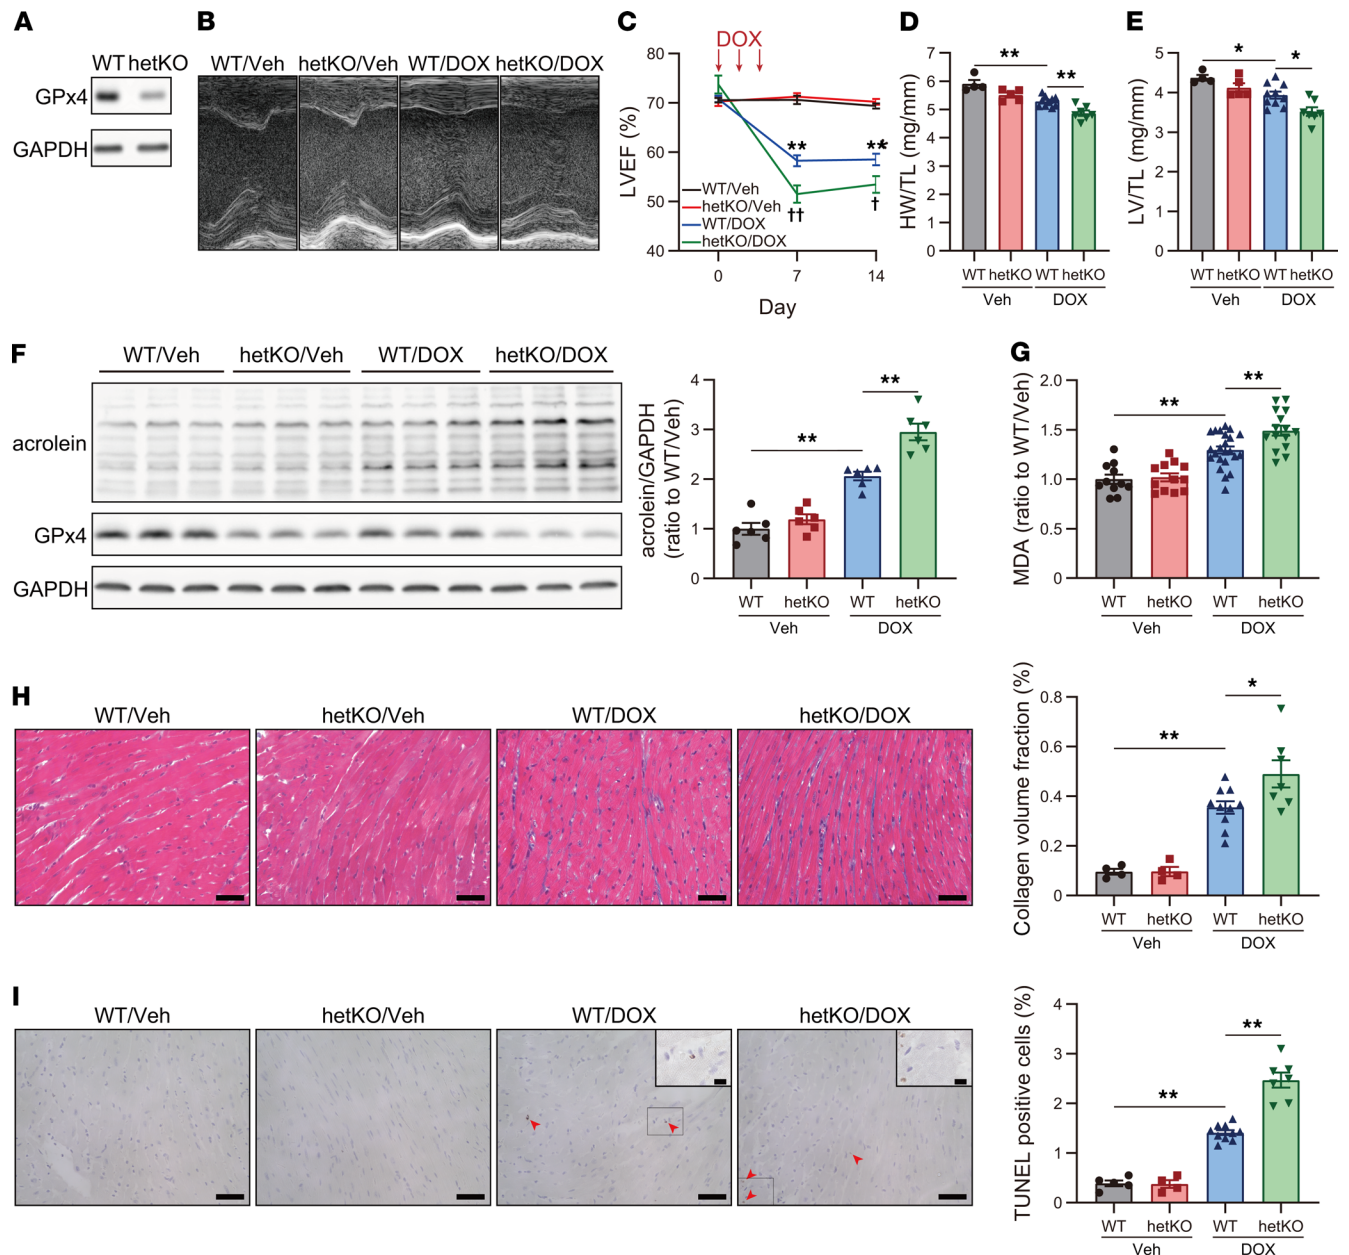 A
WT hetKO
GPx4
GAPDH
B
WT/Veh hetKO/Veh WT/DOX hetKO/DOX
C
DOX
LVEF (%)
80
70
60
50
40
** **
†† †
WT/Veh
hetKO/Veh
WT/DOX
hetKO/DOX
0 7 14
Day
D
HW/TL (mg/mm)
7
6
5
4
3
2
1
0
**
**
WT hetKO WT hetKO
Veh DOX
E
LV/TL (mg/mm)
5
4
3
2
1
0
* *
WT hetKO WT hetKO
Veh DOX
F
WT/Veh hetKO/Veh WT/DOX hetKO/DOX
acrolein
GPx4
GAPDH
acrolein/GAPDH
(ratio to WT/Veh)
4
3
2
1
0
**
**
WT hetKO WT hetKO
Veh DOX
G
MDA (ratio to WT/Veh)
2.0
1.5
1.0
0.5
0
**
**
WT hetKO WT hetKO
Veh DOX
H
WT/Veh hetKO/Veh WT/DOX hetKO/DOX
Collagen volume fraction (%)
0.8
0.6
0.4
0.2
0
*
**
WT hetKO WT hetKO
Veh DOX
I
WT/Veh hetKO/Veh WT/DOX hetKO/DOX
TUNEL positive cells (%)
4
3
2
1
0
**
**
WT hetKO WT hetKO
Veh DOX